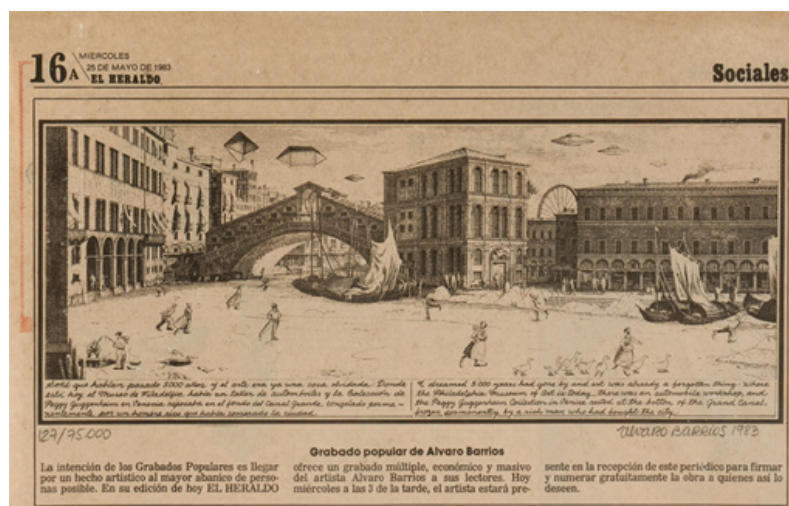 16A
MIERCOLES
25 DE MAYO DE 1983
EL HERALDO
Sociales
Soñé que habían pasado 5000 años y el arte era ya una cosa olvidada. Donde
está hoy el Museo de Filadelfia, había un taller de automóviles y la Colección de
Peggy Guggenheim en Venecia reposaba en el fondo del Canal Grande, congelado perma-
nentemente por un hombre rico que había comprado la ciudad.
I dreamed 5.000 years had gone by and art was already a forgotten thing. Where
the Philadelphia Museum of Art is today, there was an automobile workshop, and
the Peggy Guggenheim Collection in Venice rested at the bottom of the Grand Canal,
frozen permanently by a rich man who had bought the city.
127/75.000
ALVARO BARRIOS 1983
Grabado popular de Alvaro Barrios
La intención de los Grabados Populares es llegar
por un hecho artístico al mayor abanico de perso-
nas posible. En su edición de hoy EL HERALDO
ofrece un grabado múltiple, económico y masivo
del artista Alvaro Barrios a sus lectores. Hoy
miércoles a las 3 de la tarde, el artista estará pre-
sente en la recepción de este periódico para firmar
y numerar gratuitamente la obra a quienes así lo
deseen.